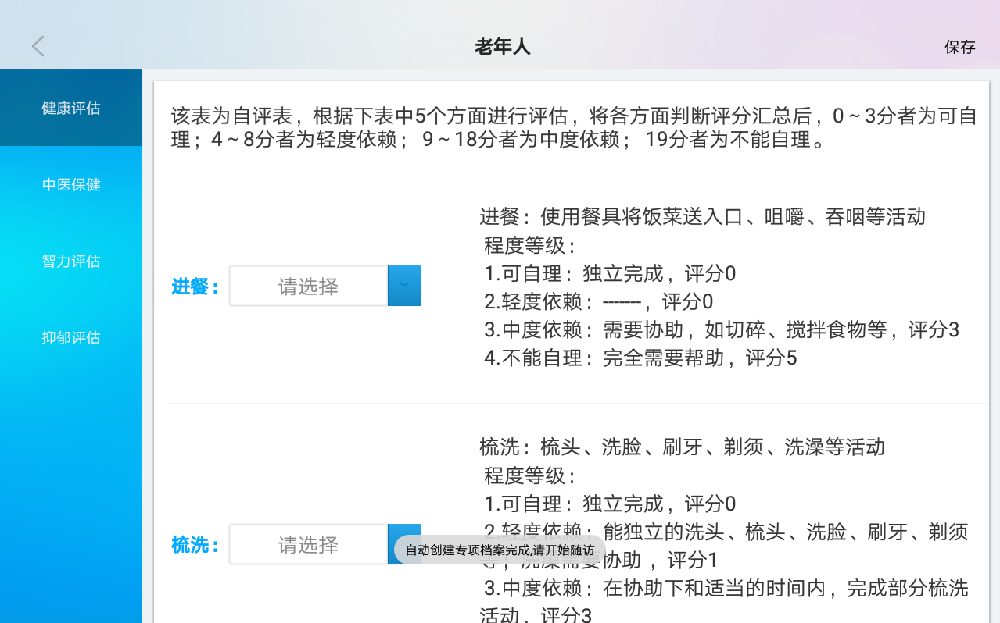 老年人
保存
健康评估
中医保健
智力评估
抑郁评估
该表为自评表，根据下表中5个方面进行评估，将各方面判断评分汇总后，0～3分者为可自
理；4～8分者为轻度依赖； 9～18分者为中度依赖； 19分者为不能自理。
进餐：
请选择
进餐：使用餐具将饭菜送入口、咀嚼、吞咽等活动
程度等级：
1.可自理：独立完成，评分0
2.轻度依赖：-------，评分0
3.中度依赖：需要协助，如切碎、搅拌食物等，评分3
4.不能自理：完全需要帮助，评分5
梳洗：
请选择
梳洗：梳头、洗脸、刷牙、剃须、洗澡等活动
程度等级：
1.可自理：独立完成，评分0
2.轻度依赖：能独立的洗头、梳头、洗脸、刷牙、剃须
等；洗澡需要协助 ，评分1
3.中度依赖：在协助下和适当的时间内，完成部分梳洗
活动，评分3
自动创建专项档案完成,请开始随访